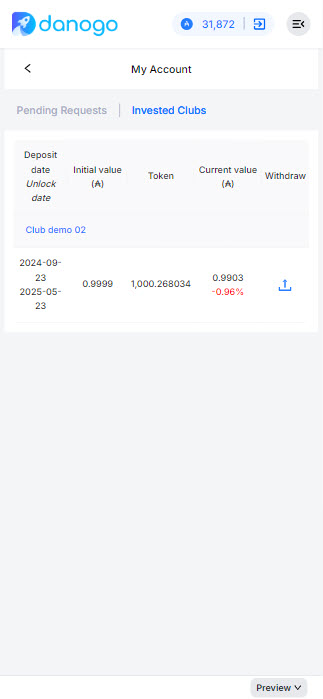 danogo
₳ 31,872
My Account
Pending Requests | Invested Clubs
Deposit
date
Unlock
date
Initial value
(₳)
Token
Current value
(₳)
Withdraw
Club demo 02
2024-09-
23
2025-05-
23
0.9999
1,000.268034
0.9903
-0.96%
Preview